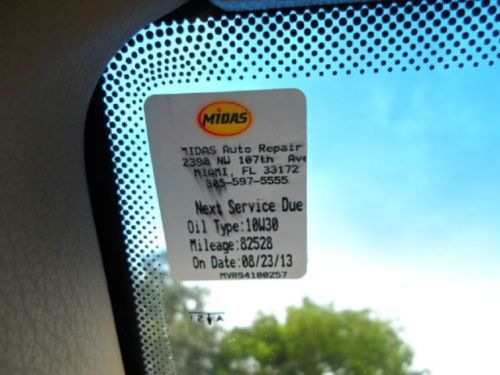 MIDAS
MIDAS Auto Repair
2390 NW 107th Ave
MIAMI, FL 33172
305-597-5555
Next Service Due
Oil Type:10W30
Mileage:82528
On Date:08/23/13
MVR94100257